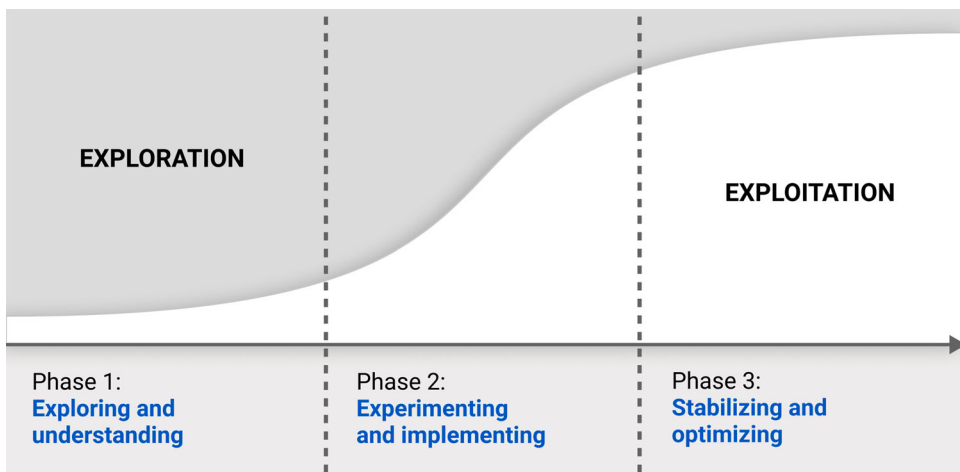 EXPLORATION
EXPLOITATION
Phase 1:
Exploring and
understanding
Phase 2:
Experimenting
and implementing
Phase 3:
Stabilizing and
optimizing